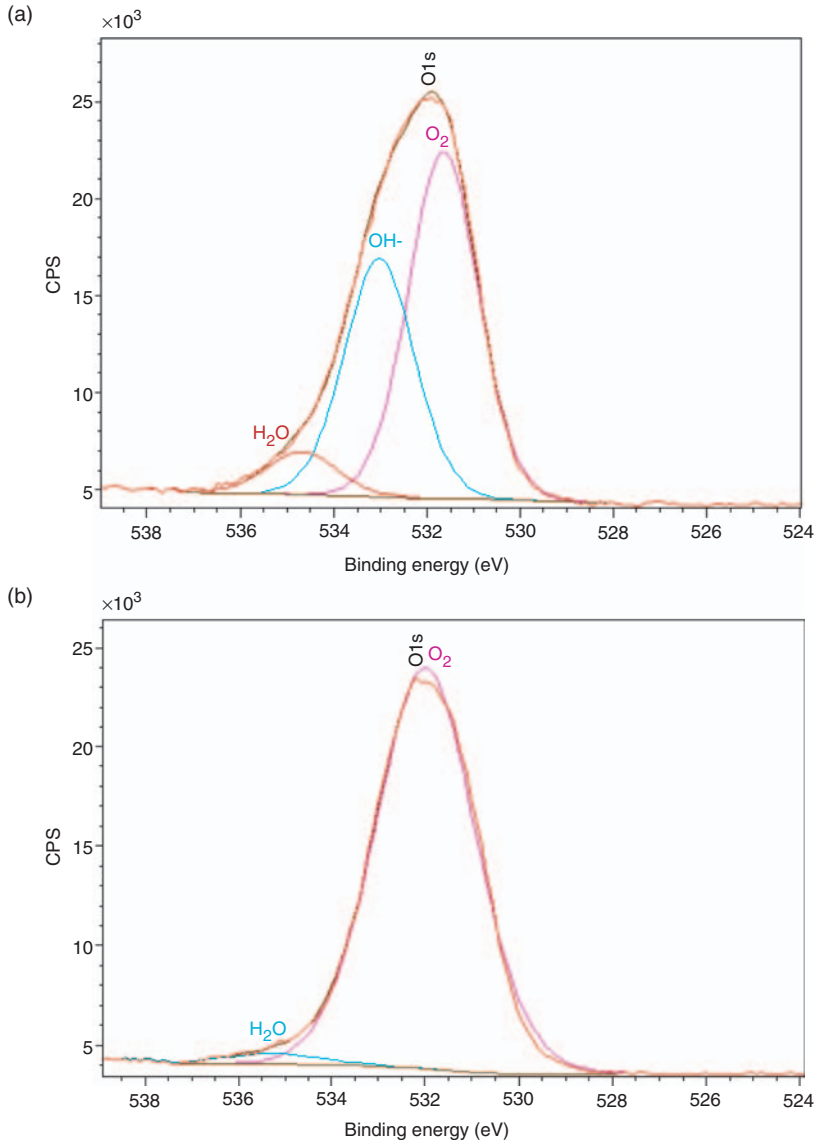 (a)
×10³
25
20
15
10
5
CPS
O1s
O₂
OH-
H₂O
538 536 534 532 530 528 526 524
Binding energy (eV)
(b)
×10³
25
20
15
10
5
CPS
O1s O₂
H₂O
538 536 534 532 530 528 526 524
Binding energy (eV)